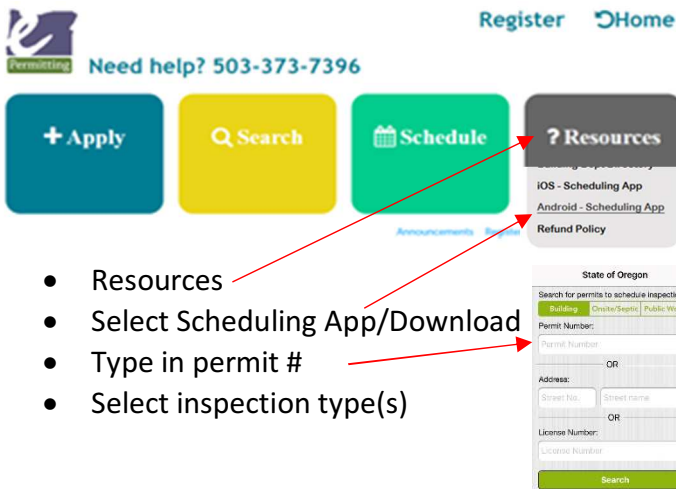 Register Home
Permitting
Need help? 503-373-7396
+ Apply
Search
Schedule
? Resources
iOS - Scheduling App
Android - Scheduling App
Refund Policy
Announcements
• Resources
• Select Scheduling App/Download
• Type in permit #
• Select inspection type(s)
State of Oregon
Search for permits to schedule
Building Onsite/Septic Public
Permit Number:
Permit Number
OR
Address:
Street No. Street name
OR
License Number:
License Number
Search